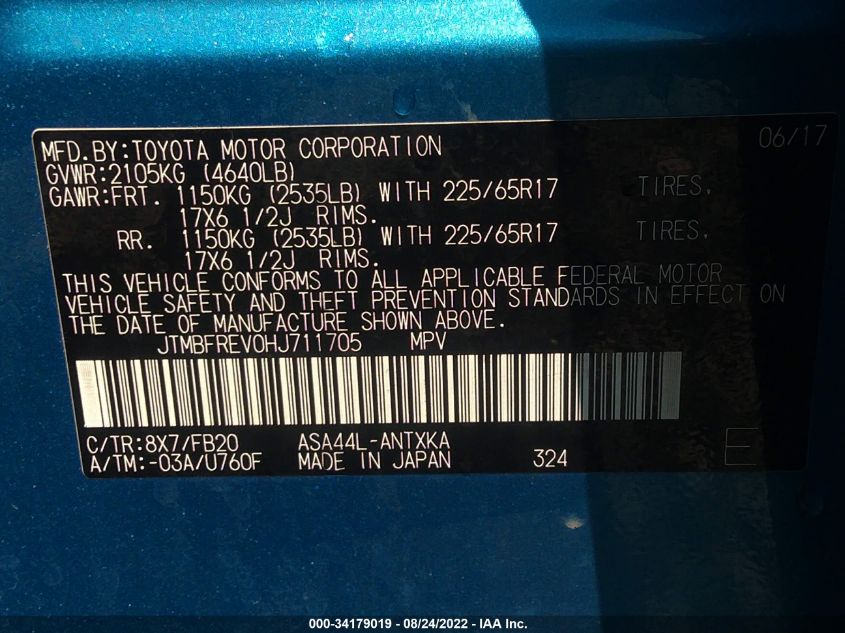 06/17
MFD.BY:TOYOTA MOTOR CORPORATION
GVWR:2105KG (4640LB)
GAWR:FRT. 1150KG (2535LB) WITH 225/65R17 TIRES,
17X6 1/2J RIMS.
RR. 1150KG (2535LB) WITH 225/65R17 TIRES,
17X6 1/2J RIMS.
THIS VEHICLE CONFORMS TO ALL APPLICABLE FEDERAL MOTOR
VEHICLE SAFETY AND THEFT PREVENTION STANDARDS IN EFFECT ON
THE DATE OF MANUFACTURE SHOWN ABOVE.
JTMBFREV0HJ711705 MPV
C/TR:8X7/FB20 ASA44L-ANTXKA E
A/TM:-03A/U760F MADE IN JAPAN 324
000-34179019 - 08/24/2022 - IAA Inc.